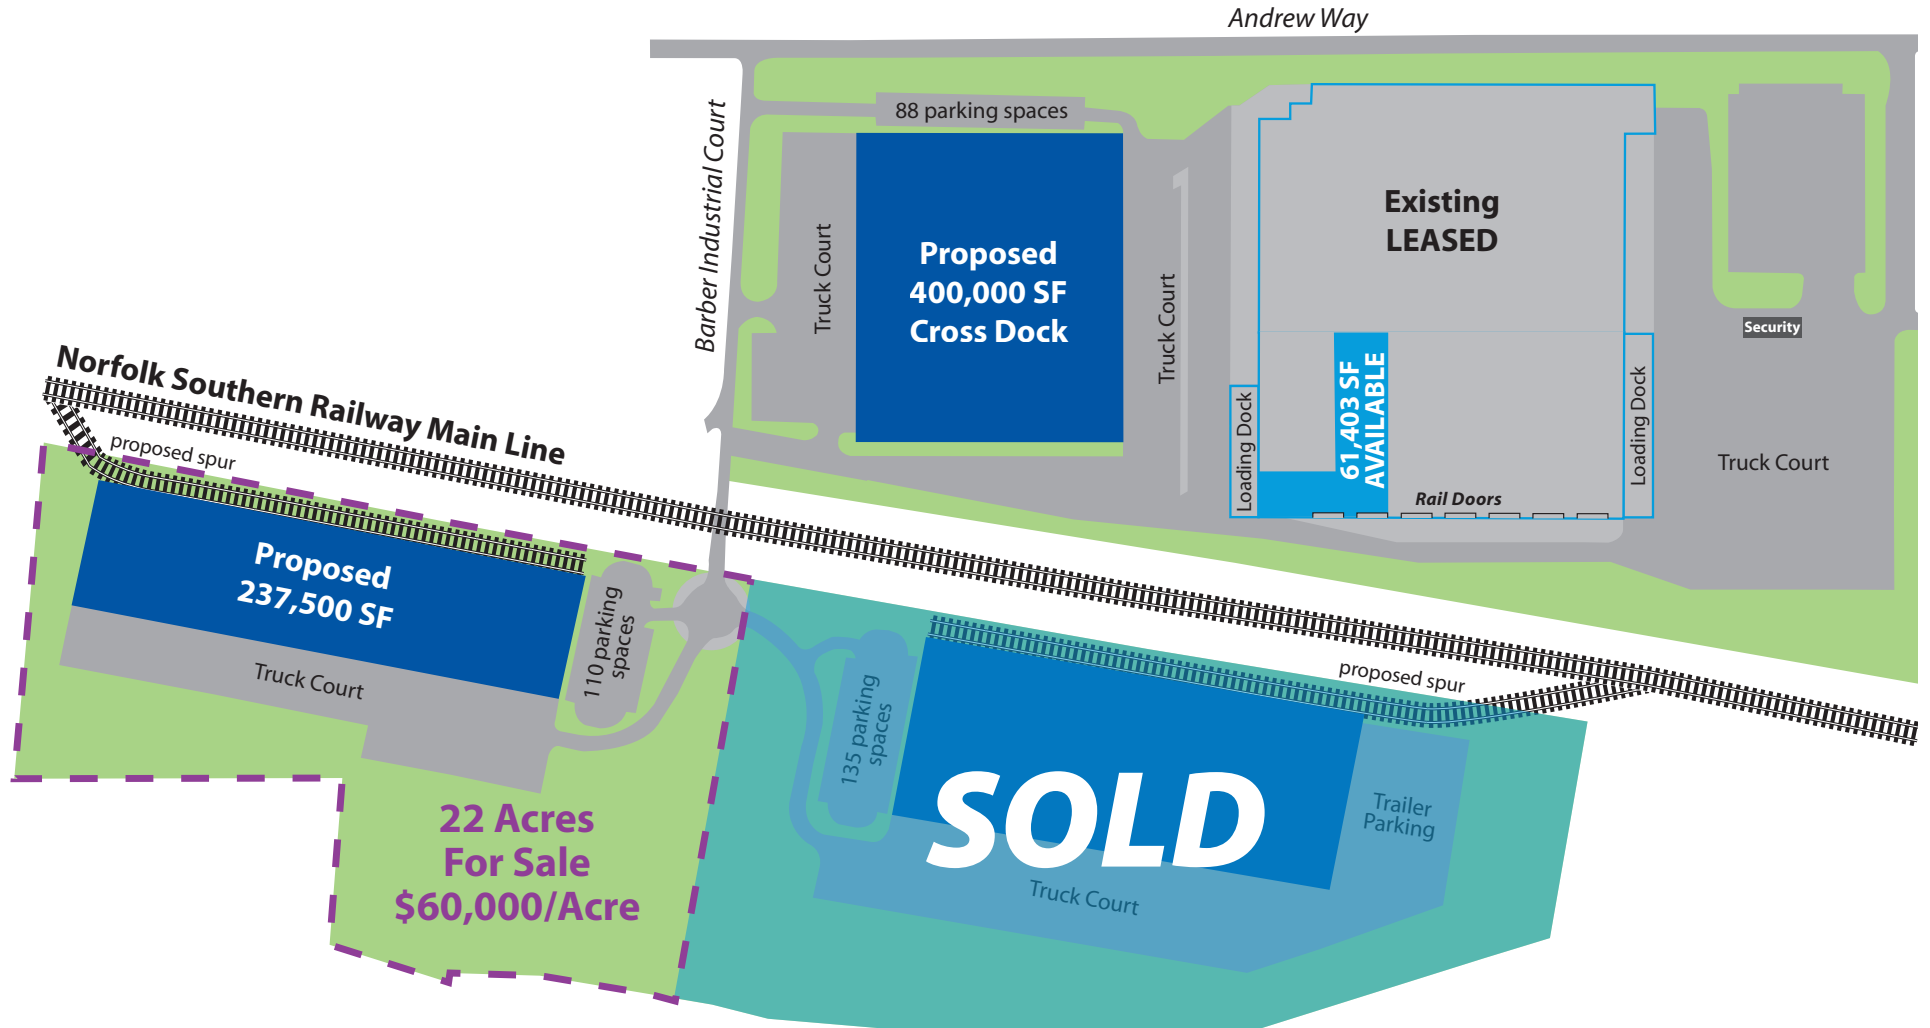 Andrew Way
88 parking spaces
Barber Industrial Court
Truck Court
Proposed
400,000 SF
Cross Dock
Truck Court
Existing
LEASED
Security
61,403 SF
AVAILABLE
Loading Dock
Rail Doors
Loading Dock
Truck Court
Norfolk Southern Railway Main Line
proposed spur
Proposed
237,500 SF
Truck Court
110 parking
spaces
22 Acres
For Sale
$60,000/Acre
proposed spur
135 parking
spaces
SOLD
Trailer
Parking
Truck Court